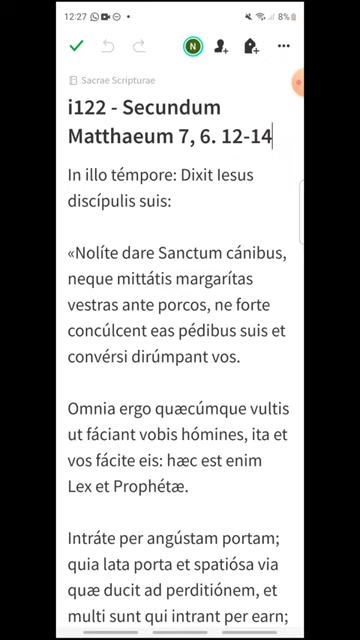 12:27
8%
N
Sacrae Scripturae
i122 - Secundum
Matthaeum 7, 6. 12-14
In illo témpore: Dixit Iesus
discípulis suis:
«Nolíte dare Sanctum cánibus,
neque mittátis margarítas
vestras ante porcos, ne forte
concúlcent eas pédibus suis et
convérsi dirúmpant vos.
Omnia ergo quæcúmque vultis
ut fáciant vobis hómines, ita et
vos fácite eis: hæc est enim
Lex et Prophétæ.
Intráte per angústam portam;
quia lata porta et spatiósa via
quæ ducit ad perditiónem, et
multi sunt qui intrant per earn;